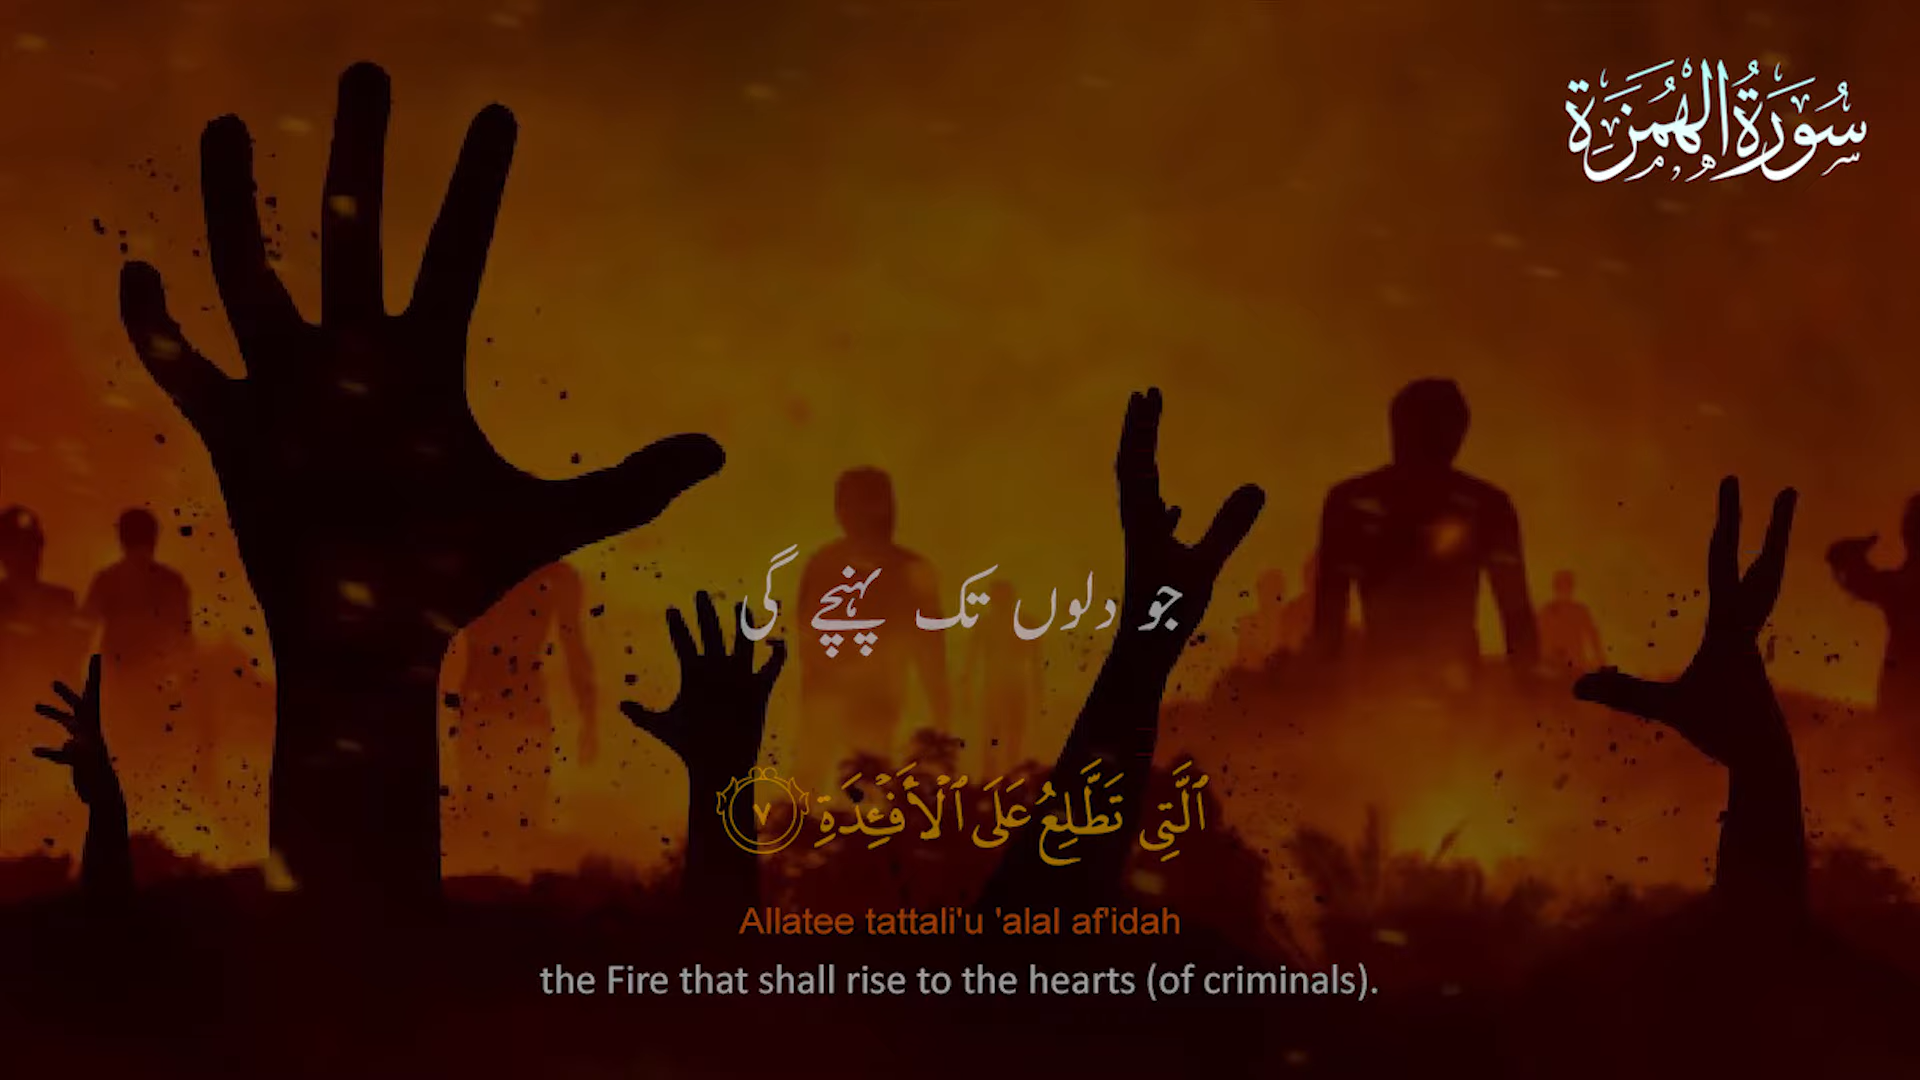 سُورَةُ الْهُمَزَة
جو دلوں تک پہنچے گی
ٱلَّتِى تَطَّلِعُ عَلَى ٱلْأَفْـِٔدَةِ ٧
Allatee tattali'u 'alal af'idah
the Fire that shall rise to the hearts (of criminals).